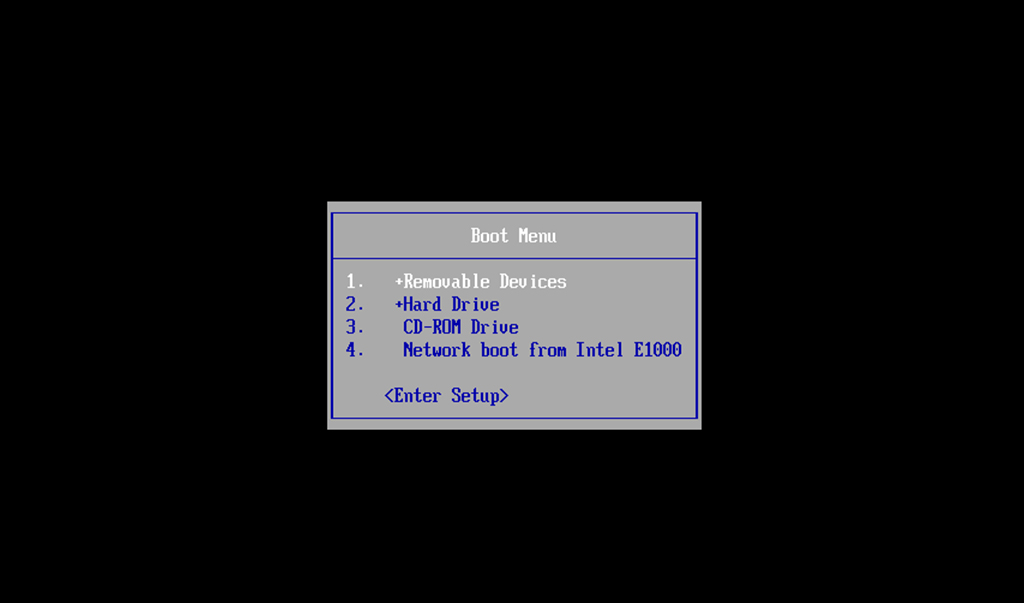 Boot Menu
1. +Removable Devices
2. +Hard Drive
3. CD-ROM Drive
4. Network boot from Intel E1000
<Enter Setup>